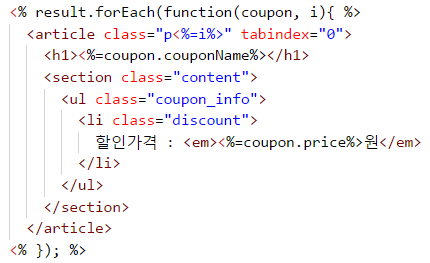 <% result.forEach(function(coupon, i){ %>
<article class="p<%=i%>" tabindex="0">
<h1><%=coupon.couponName%></h1>
<section class="content">
<ul class="coupon_info">
<li class="discount">
할인가격 : <em><%=coupon.price%>원</em>
</li>
</ul>
</section>
</article>
<% }); %>